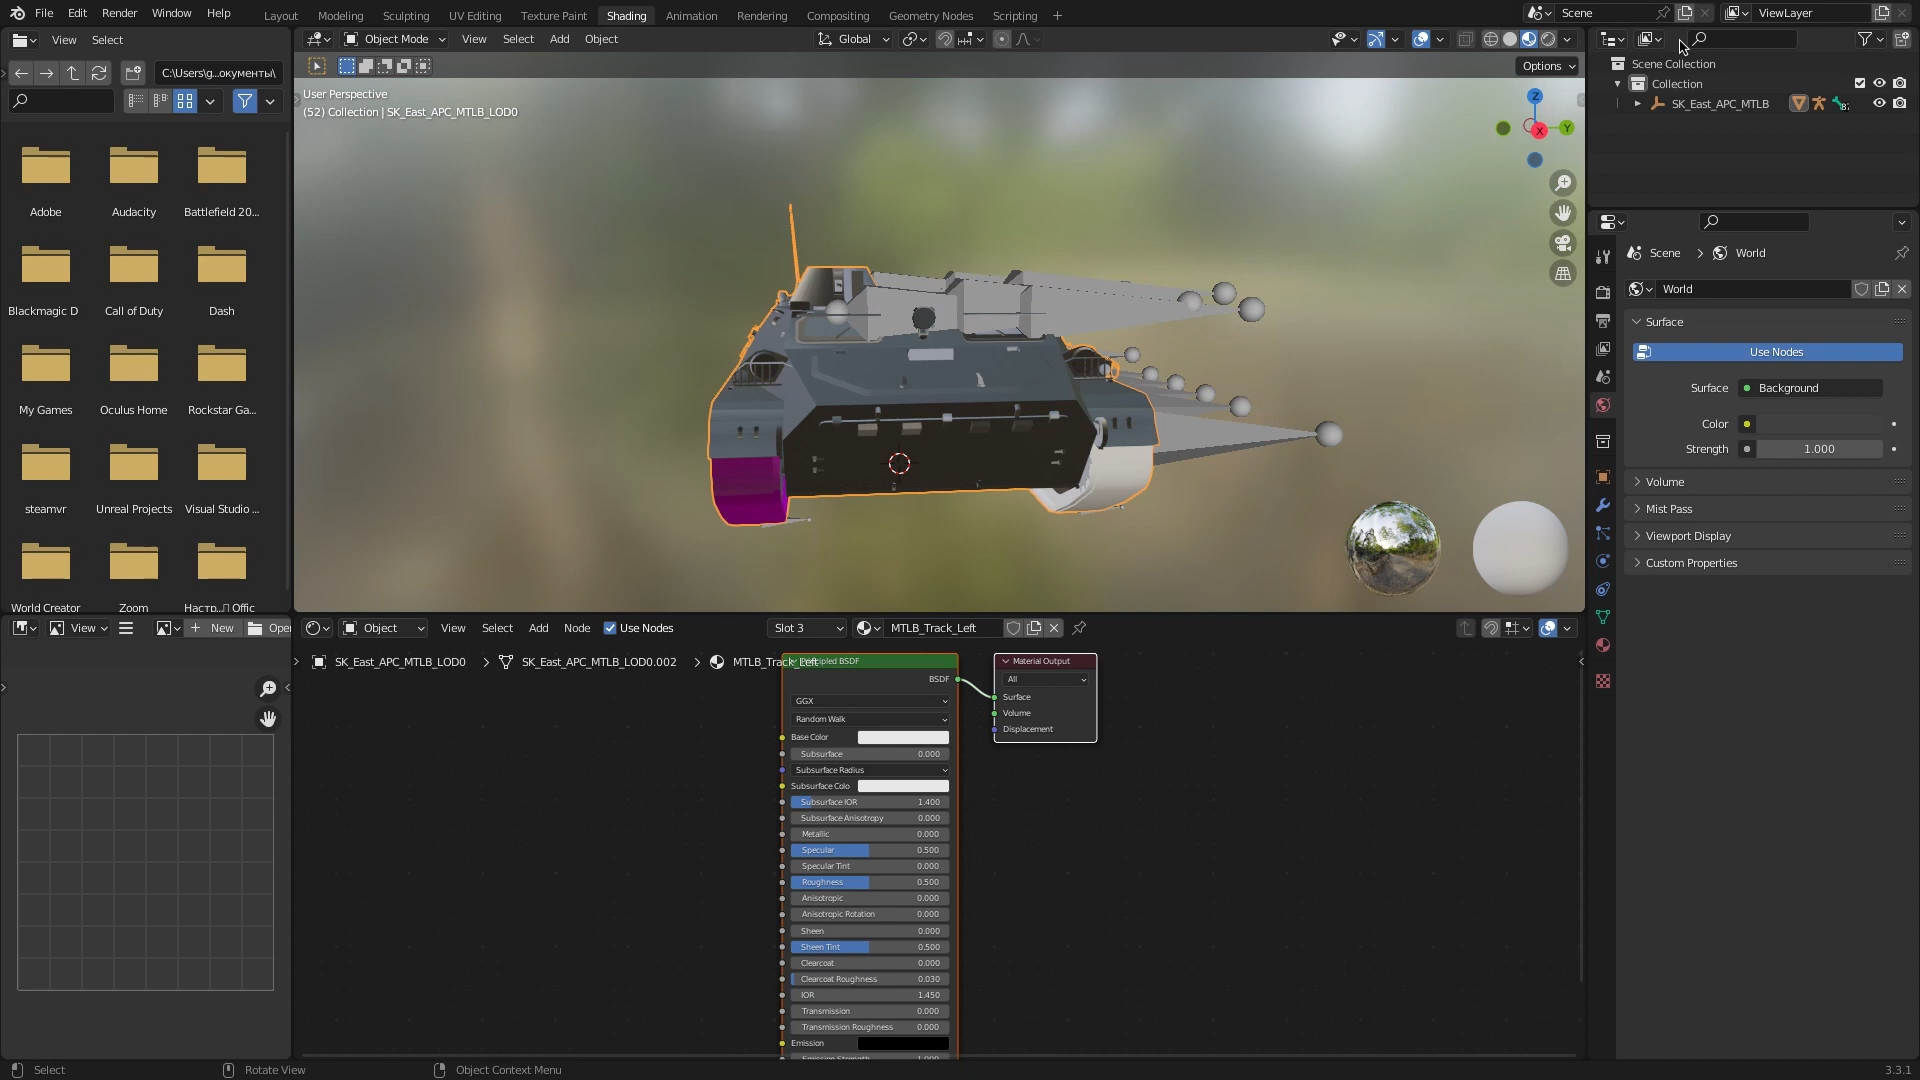 File Edit Render Window Help
Layout Modeling Sculpting UV Editing Texture Paint Shading Animation Rendering Compositing Geometry Nodes Scripting +
Scene
ViewLayer
View Select
Object Mode View Select Add Object
Global
Options
C:\Users\g...окументы\
User Perspective
(52) Collection | SK_East_APC_MTLB_LOD0
Z
X
Y
Adobe
Audacity
Battlefield 20...
Blackmagic D
Call of Duty
Dash
My Games
Oculus Home
Rockstar Ga...
steamvr
Unreal Projects
Visual Studio ...
World Creator
Zoom
Scene Collection
Collection
SK_East_APC_MTLB
Scene > World
World
Surface
Use Nodes
Surface Background
Color
Strength 1.000
Volume
Mist Pass
Viewport Display
Custom Properties
View
New
Open
Object View Select Add Node Use Nodes
Slot 3
MTLB_Track_Left
SK_East_APC_MTLB_LOD0 > SK_East_APC_MTLB_LOD0.002 > MTLB_Track_Left
BSDF
GGX
Random Walk
Base Color
Subsurface 0.000
Subsurface Radius
Subsurface Colo
Subsurface IOR 1.400
Subsurface Anisotropy 0.000
Metallic 0.000
Specular 0.500
Specular Tint 0.000
Roughness 0.500
Anisotropic 0.000
Anisotropic Rotation 0.000
Sheen 0.000
Sheen Tint 0.500
Clearcoat 0.000
Clearcoat Roughness 0.030
IOR 1.450
Transmission 0.000
Transmission Roughness 0.000
Emission
Material Output
All
Surface
Volume
Displacement
Select
Rotate View
Object Context Menu
3.3.1